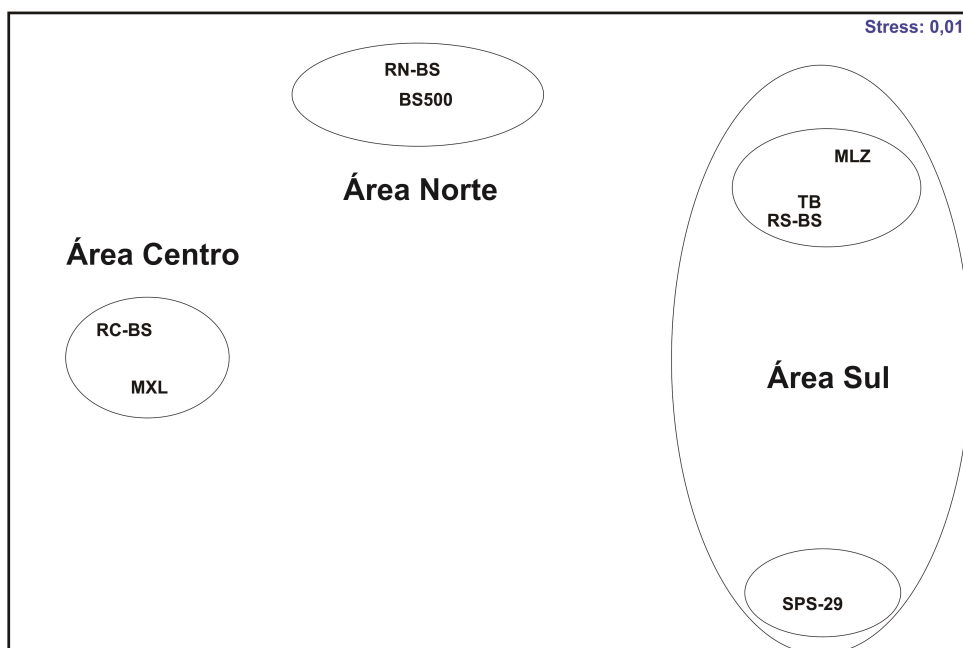 Stress: 0,01
RN-BS
BS500
Área Norte
MLZ
TB
RS-BS
Área Centro
RC-BS
MXL
Área Sul
SPS-29